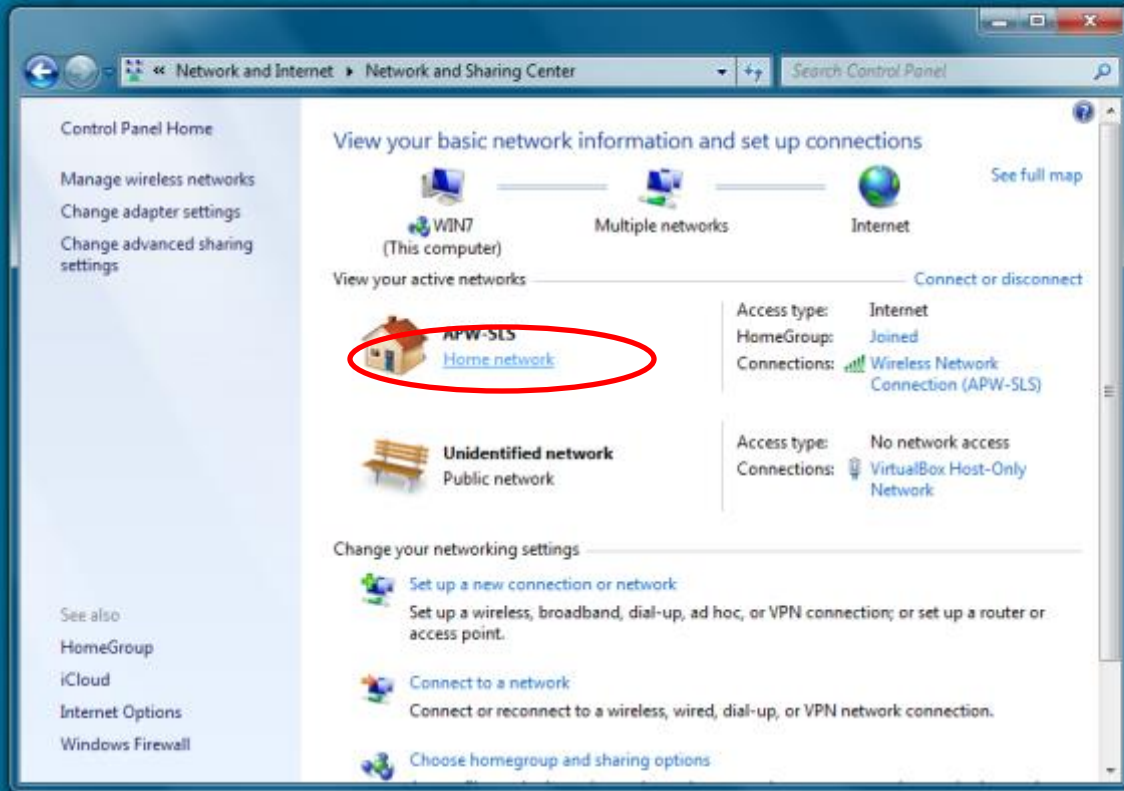 « Network and Internet ▸ Network and Sharing Center
Search Control Panel
Control Panel Home
Manage wireless networks
Change adapter settings
Change advanced sharing
settings
See also
HomeGroup
iCloud
Internet Options
Windows Firewall
View your basic network information and set up connections
See full map
WIN7
(This computer)
Multiple networks
Internet
View your active networks
Connect or disconnect
APW-SLS
Home network
Access type: Internet
HomeGroup: Joined
Connections: Wireless Network
Connection (APW-SLS)
Unidentified network
Public network
Access type: No network access
Connections: VirtualBox Host-Only
Network
Change your networking settings
Set up a new connection or network
Set up a wireless, broadband, dial-up, ad hoc, or VPN connection; or set up a router or
access point.
Connect to a network
Connect or reconnect to a wireless, wired, dial-up, or VPN network connection.
Choose homegroup and sharing options